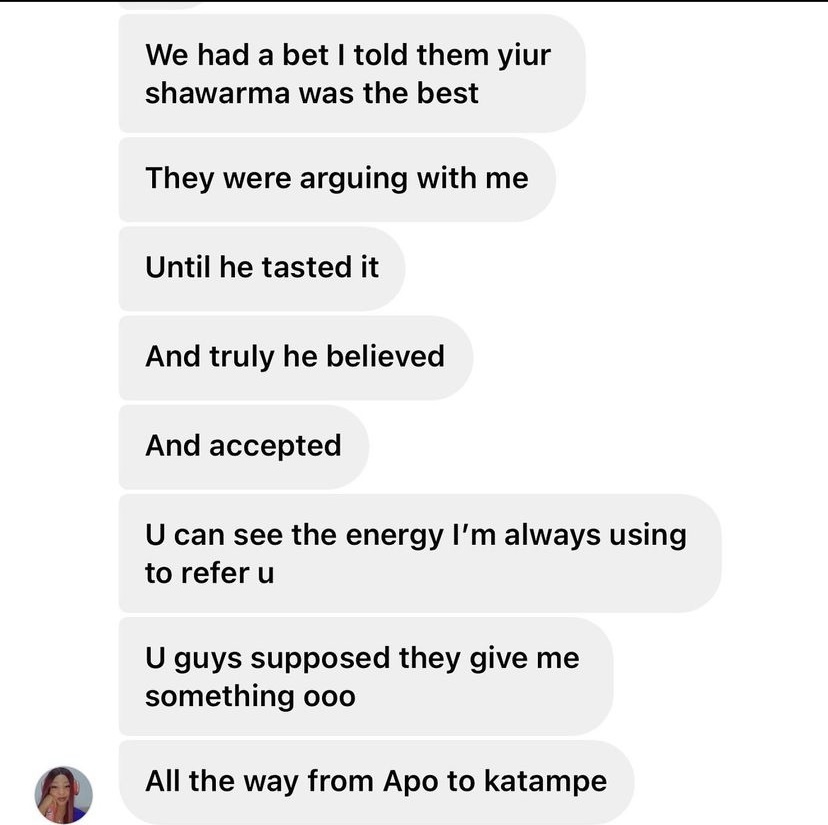 We had a bet I told them yiur
shawarma was the best
They were arguing with me
Until he tasted it
And truly he believed
And accepted
U can see the energy I’m always using
to refer u
U guys supposed they give me
something ooo
All the way from Apo to katampe